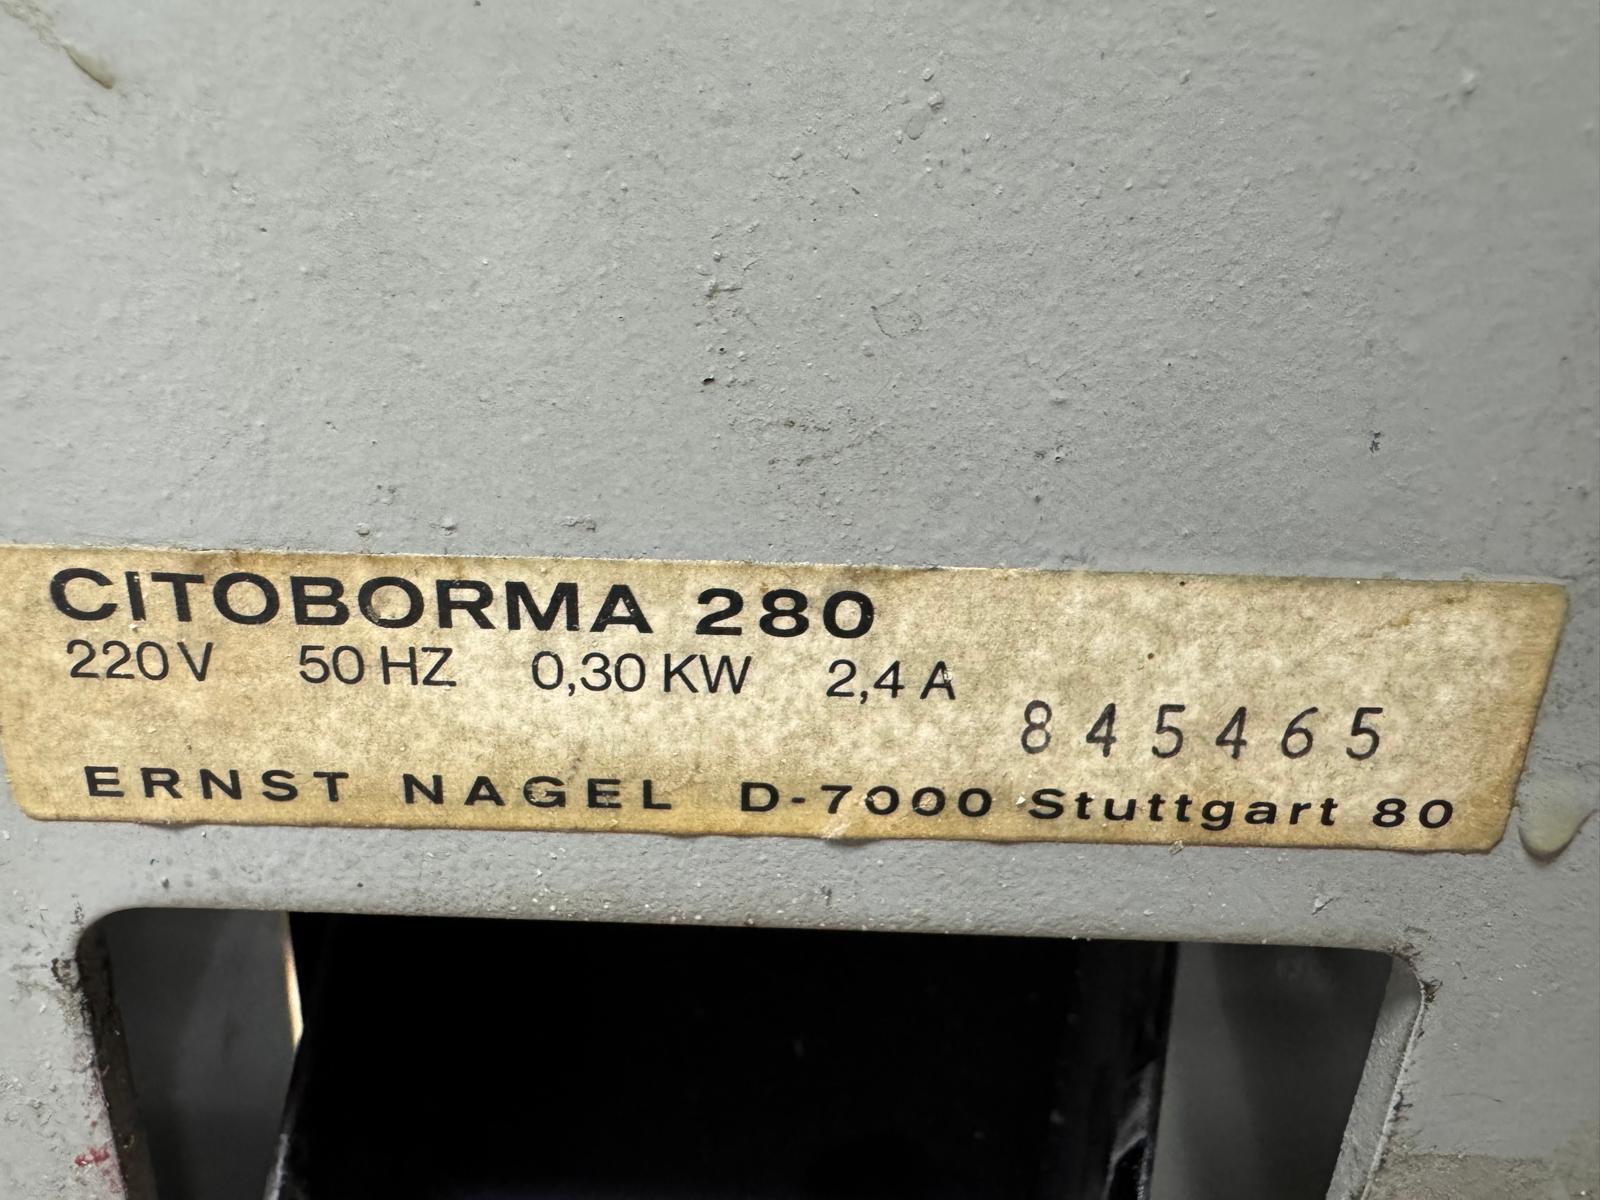 CITOBORMA 280
220V 50 HZ 0,30 KW 2,4 A
845465
ERNST NAGEL D-7000 Stuttgart 80